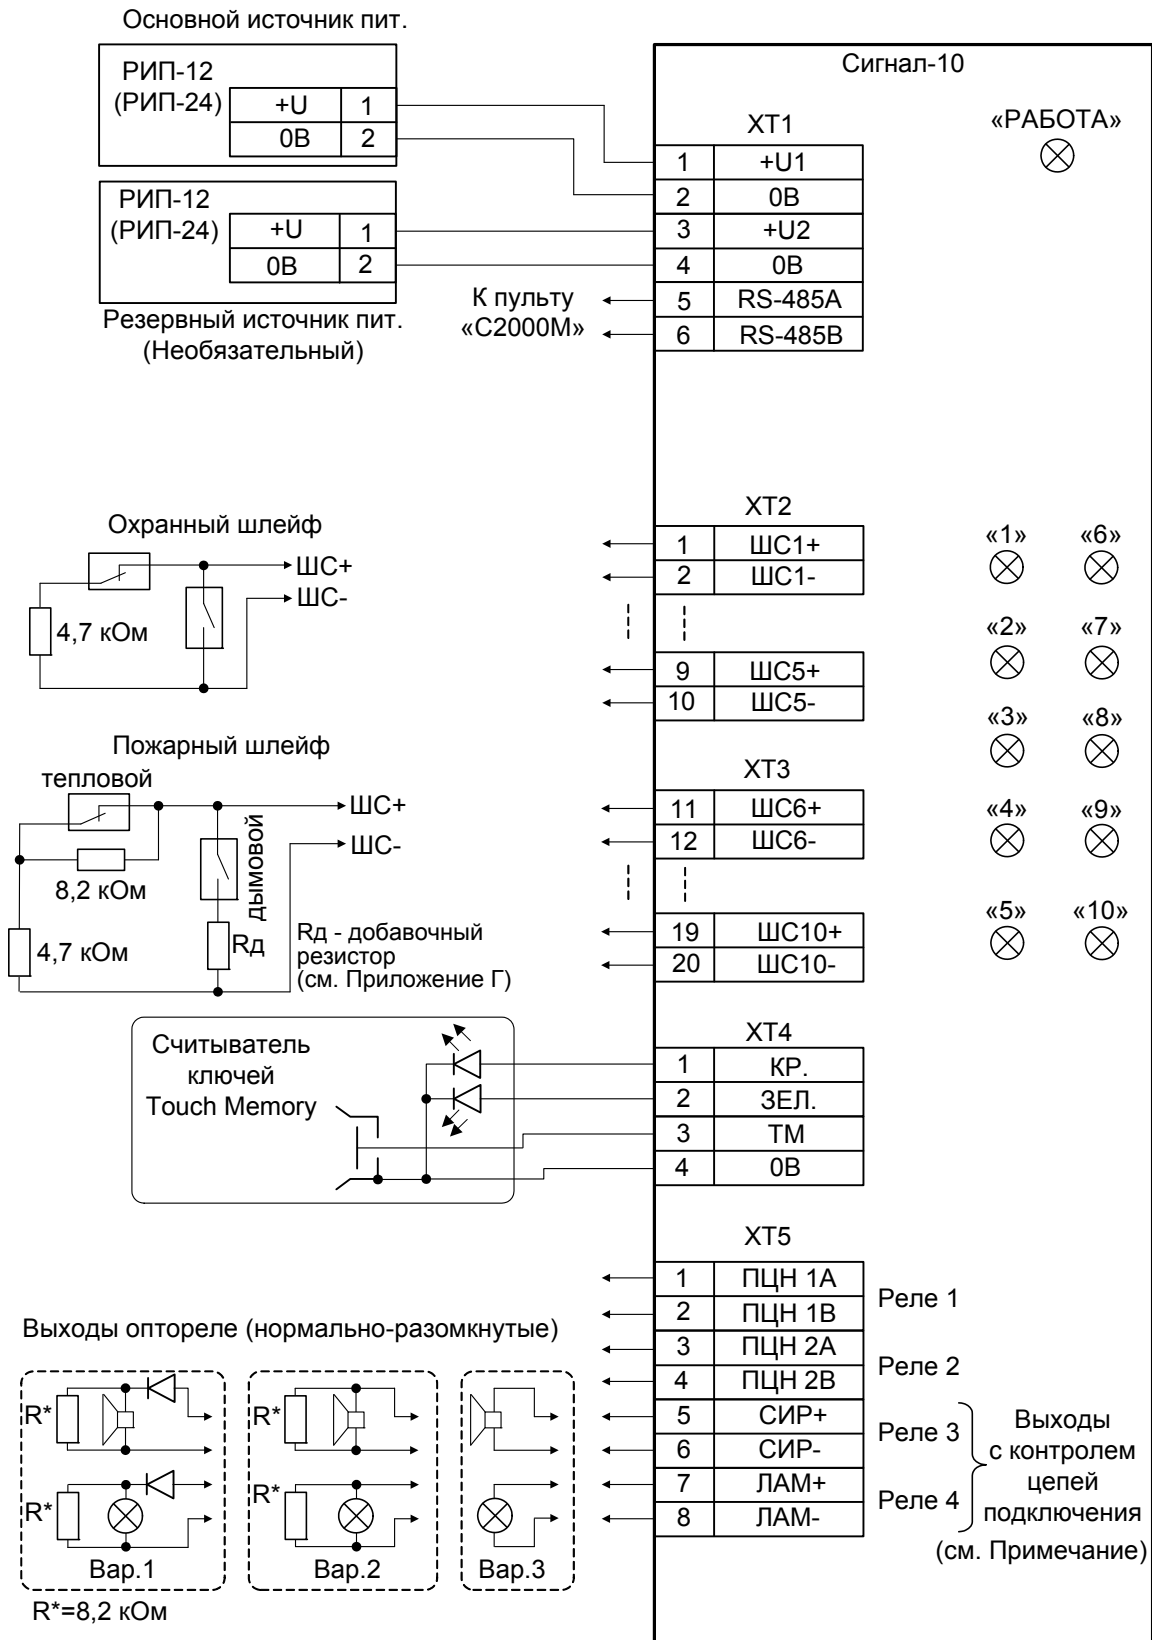 Основной источник пит.
РИП-12
(РИП-24)
+U 1
0В 2
РИП-12
(РИП-24)
+U 1
0В 2
Резервный источник пит.
(Необязательный)
К пульту
«С2000М»
Сигнал-10
«РАБОТА»
ХТ1
1 +U1
2 0В
3 +U2
4 0В
5 RS-485A
6 RS-485B
Охранный шлейф
ШС+
ШС-
4,7 кОм
ХТ2
1 ШС1+
2 ШС1-
9 ШС5+
10 ШС5-
«1» «6»
«2» «7»
«3» «8»
«4» «9»
«5» «10»
Пожарный шлейф
тепловой
ШС+
ШС-
дымовой
8,2 кОм
4,7 кОм
Rд
Rд - добавочный
резистор
(см. Приложение Г)
ХТ3
11 ШС6+
12 ШС6-
19 ШС10+
20 ШС10-
Считыватель
ключей
Touch Memory
ХТ4
1 КР.
2 ЗЕЛ.
3 ТМ
4 0В
ХТ5
1 ПЦН 1А
2 ПЦН 1В
3 ПЦН 2А
4 ПЦН 2В
5 СИР+
6 СИР-
7 ЛАМ+
8 ЛАМ-
Реле 1
Реле 2
Реле 3
Реле 4
Выходы
с контролем
цепей
подключения
(см. Примечание)
Выходы оптореле (нормально-разомкнутые)
R*
R*
Вар.1
R*
R*
Вар.2
Вар.3
R*=8,2 кОм